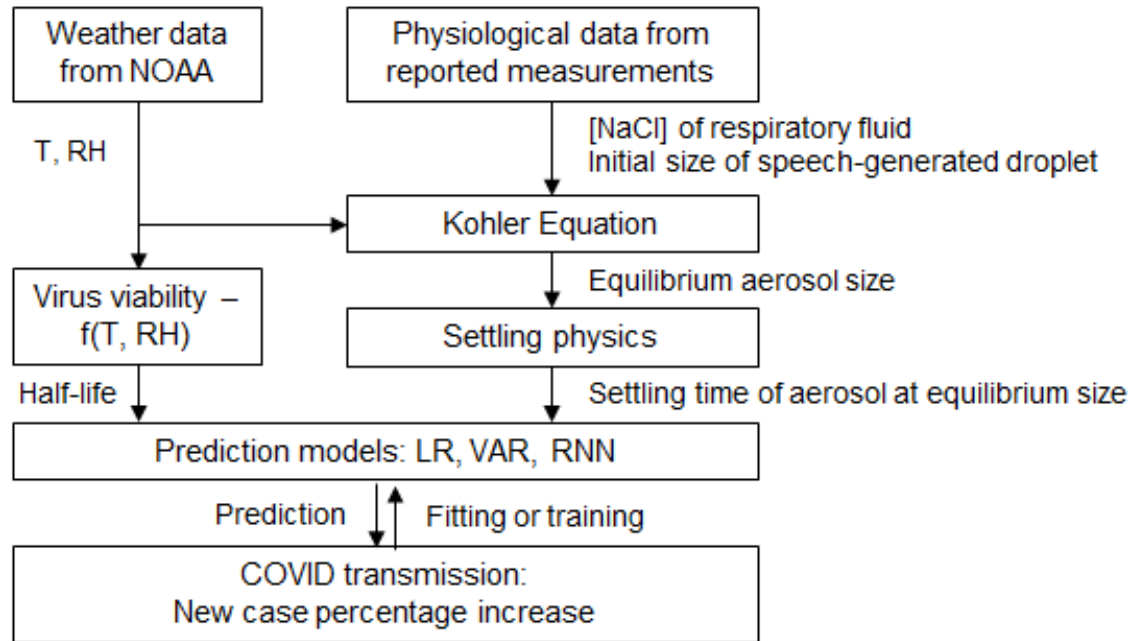 Weather data
from NOAA
Physiological data from
reported measurements
T, RH
[NaCl] of respiratory fluid
Initial size of speech-generated droplet
Kohler Equation
Equilibrium aerosol size
Virus viability –
f(T, RH)
Settling physics
Half-life
Settling time of aerosol at equilibrium size
Prediction models: LR, VAR, RNN
Prediction
Fitting or training
COVID transmission:
New case percentage increase